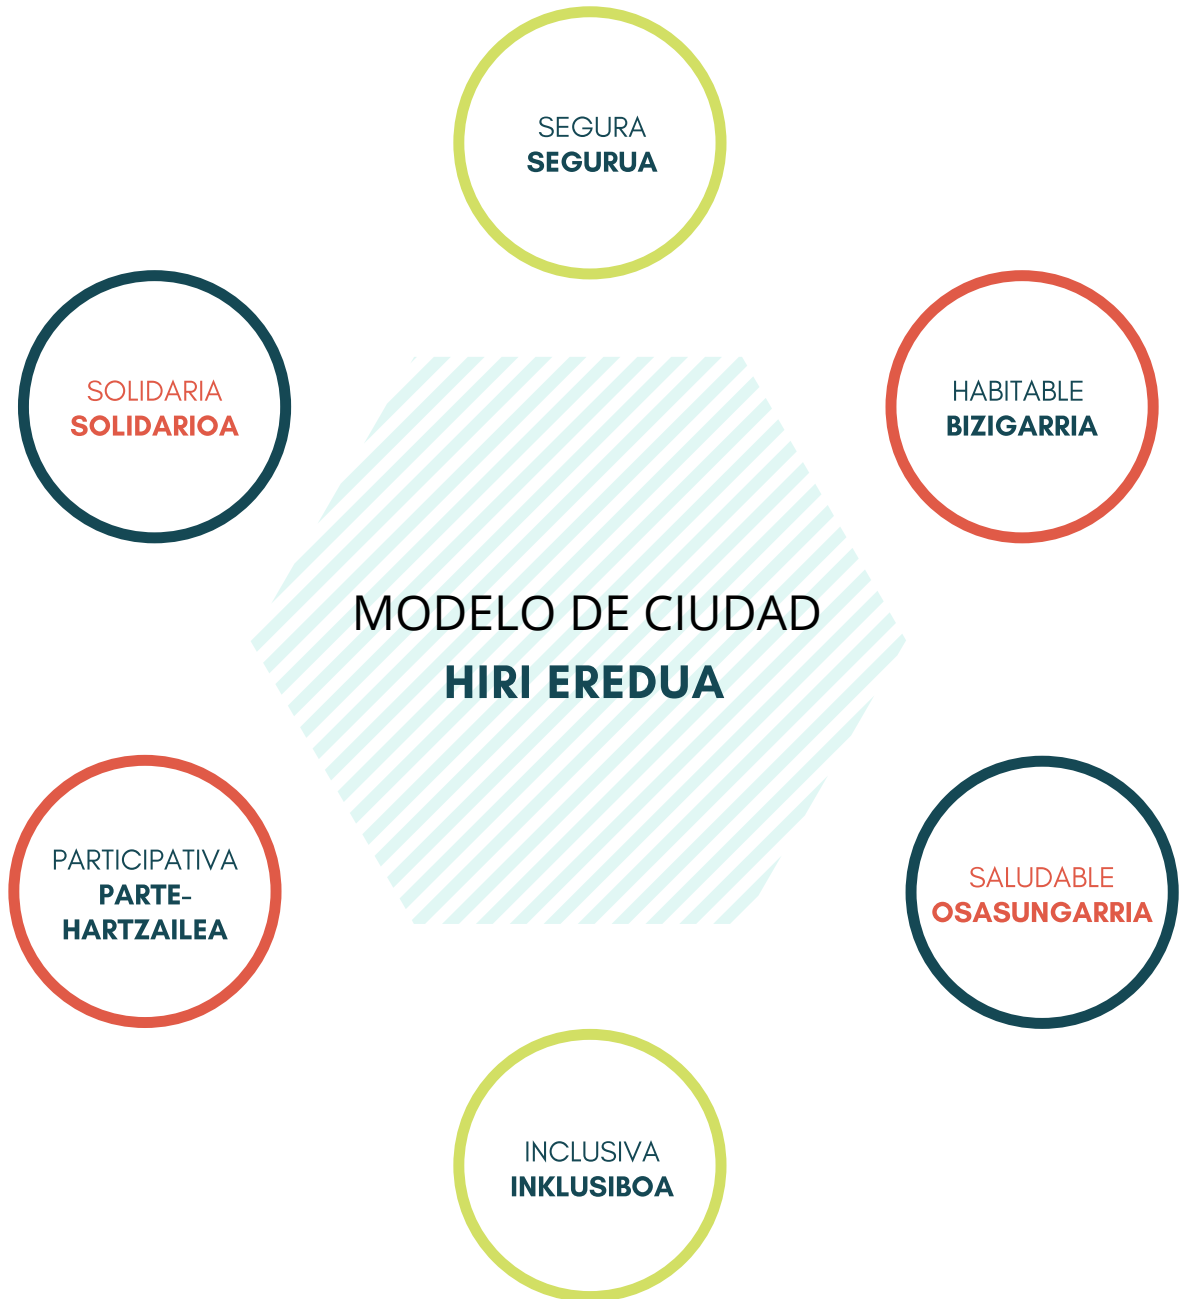 SEGURA
SEGURUA
SOLIDARIA
SOLIDARIOA
HABITABLE
BIZIGARRIA
MODELO DE CIUDAD
HIRI EREDUA
PARTICIPATIVA
PARTE-
HARTZAILEA
SALUDABLE
OSASUNGARRIA
INCLUSIVA
INKLUSIBOA